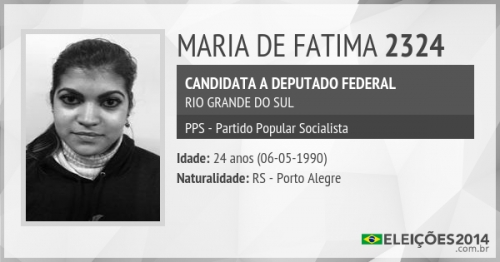 MARIA DE FATIMA 2324
CANDIDATA A DEPUTADO FEDERAL
RIO GRANDE DO SUL
PPS - Partido Popular Socialista
Idade: 24 anos (06-05-1990)
Naturalidade: RS - Porto Alegre
ELEIÇÕES2014
.com.br